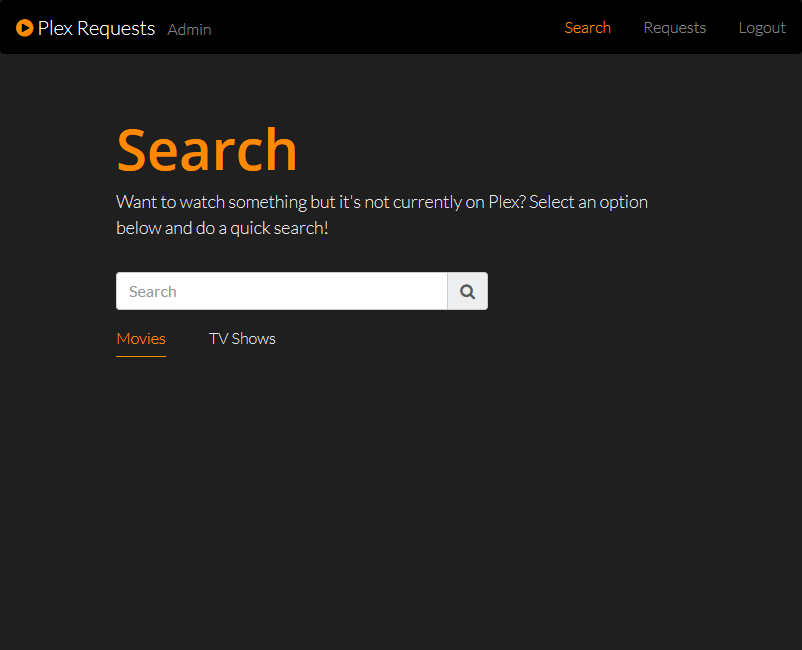 Plex Requests Admin Search Requests Logout
Search
Want to watch something but it's not currently on Plex? Select an option
below and do a quick search!
Search
Movies TV Shows